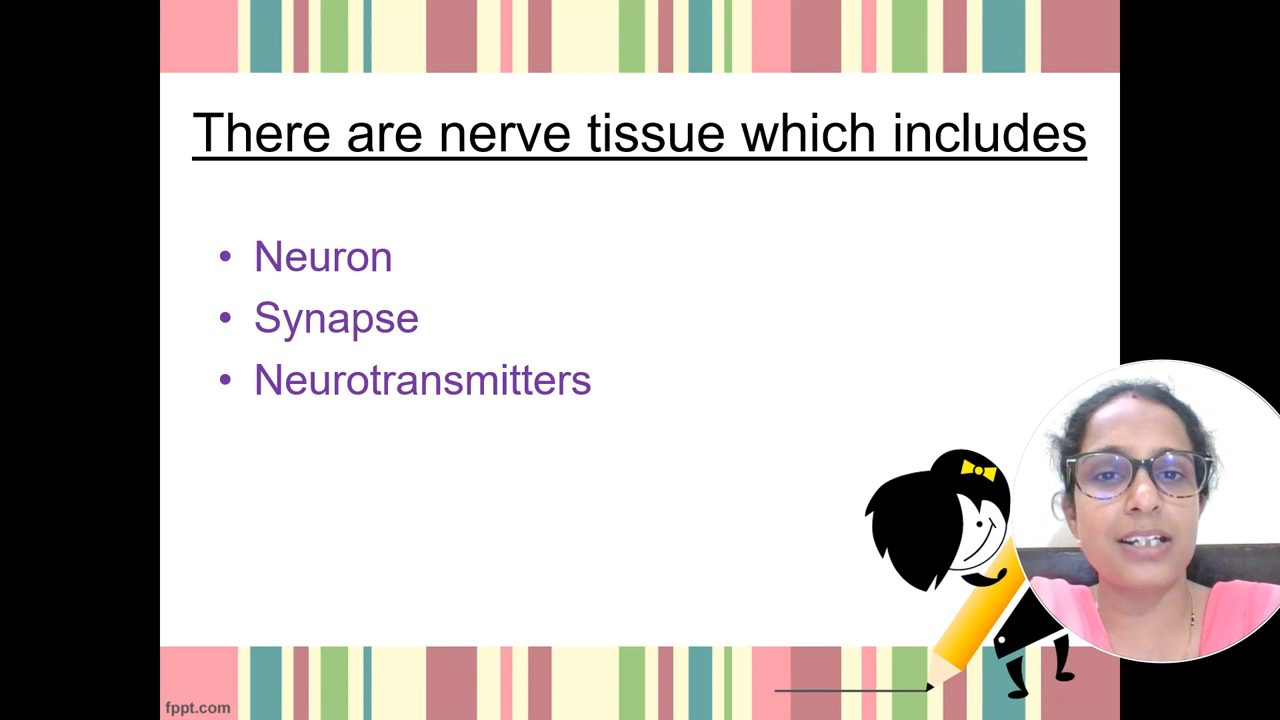 There are nerve tissue which includes
• Neuron
• Synapse
• Neurotransmitters
fppt.com